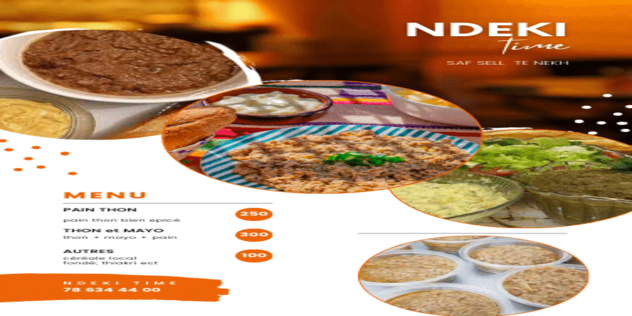 NDEKI
time
SAF SELL TE NEKH
MENU
PAIN THON
pain thon bien epicé
250
THON et MAYO
thon + mayo + pain
300
AUTRES
céréale local
fondé, thiakri ect
100
NDEKI TIME
78 634 44 00